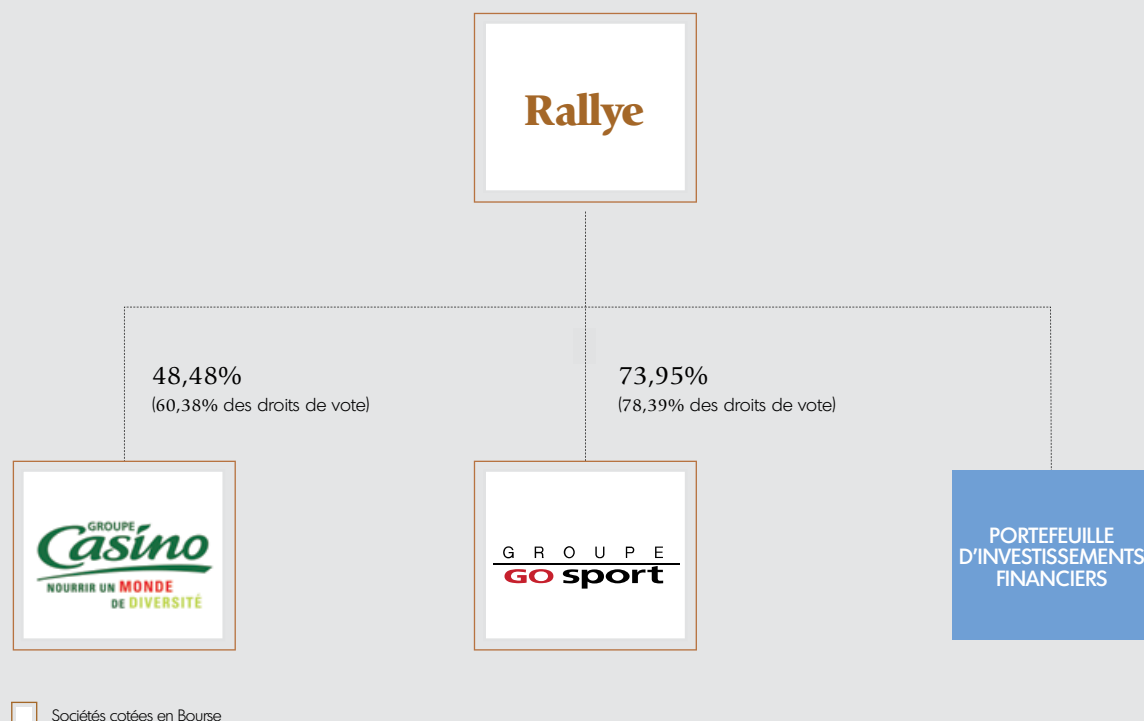 Rallye
48,48%
(60,38% des droits de vote)
73,95%
(78,39% des droits de vote)
GROUPE
Casino
NOURRIR UN MONDE
DE DIVERSITÉ
GROUPE
GO sport
PORTEFEUILLE
D'INVESTISSEMENTS
FINANCIERS
Sociétés cotées en Bourse